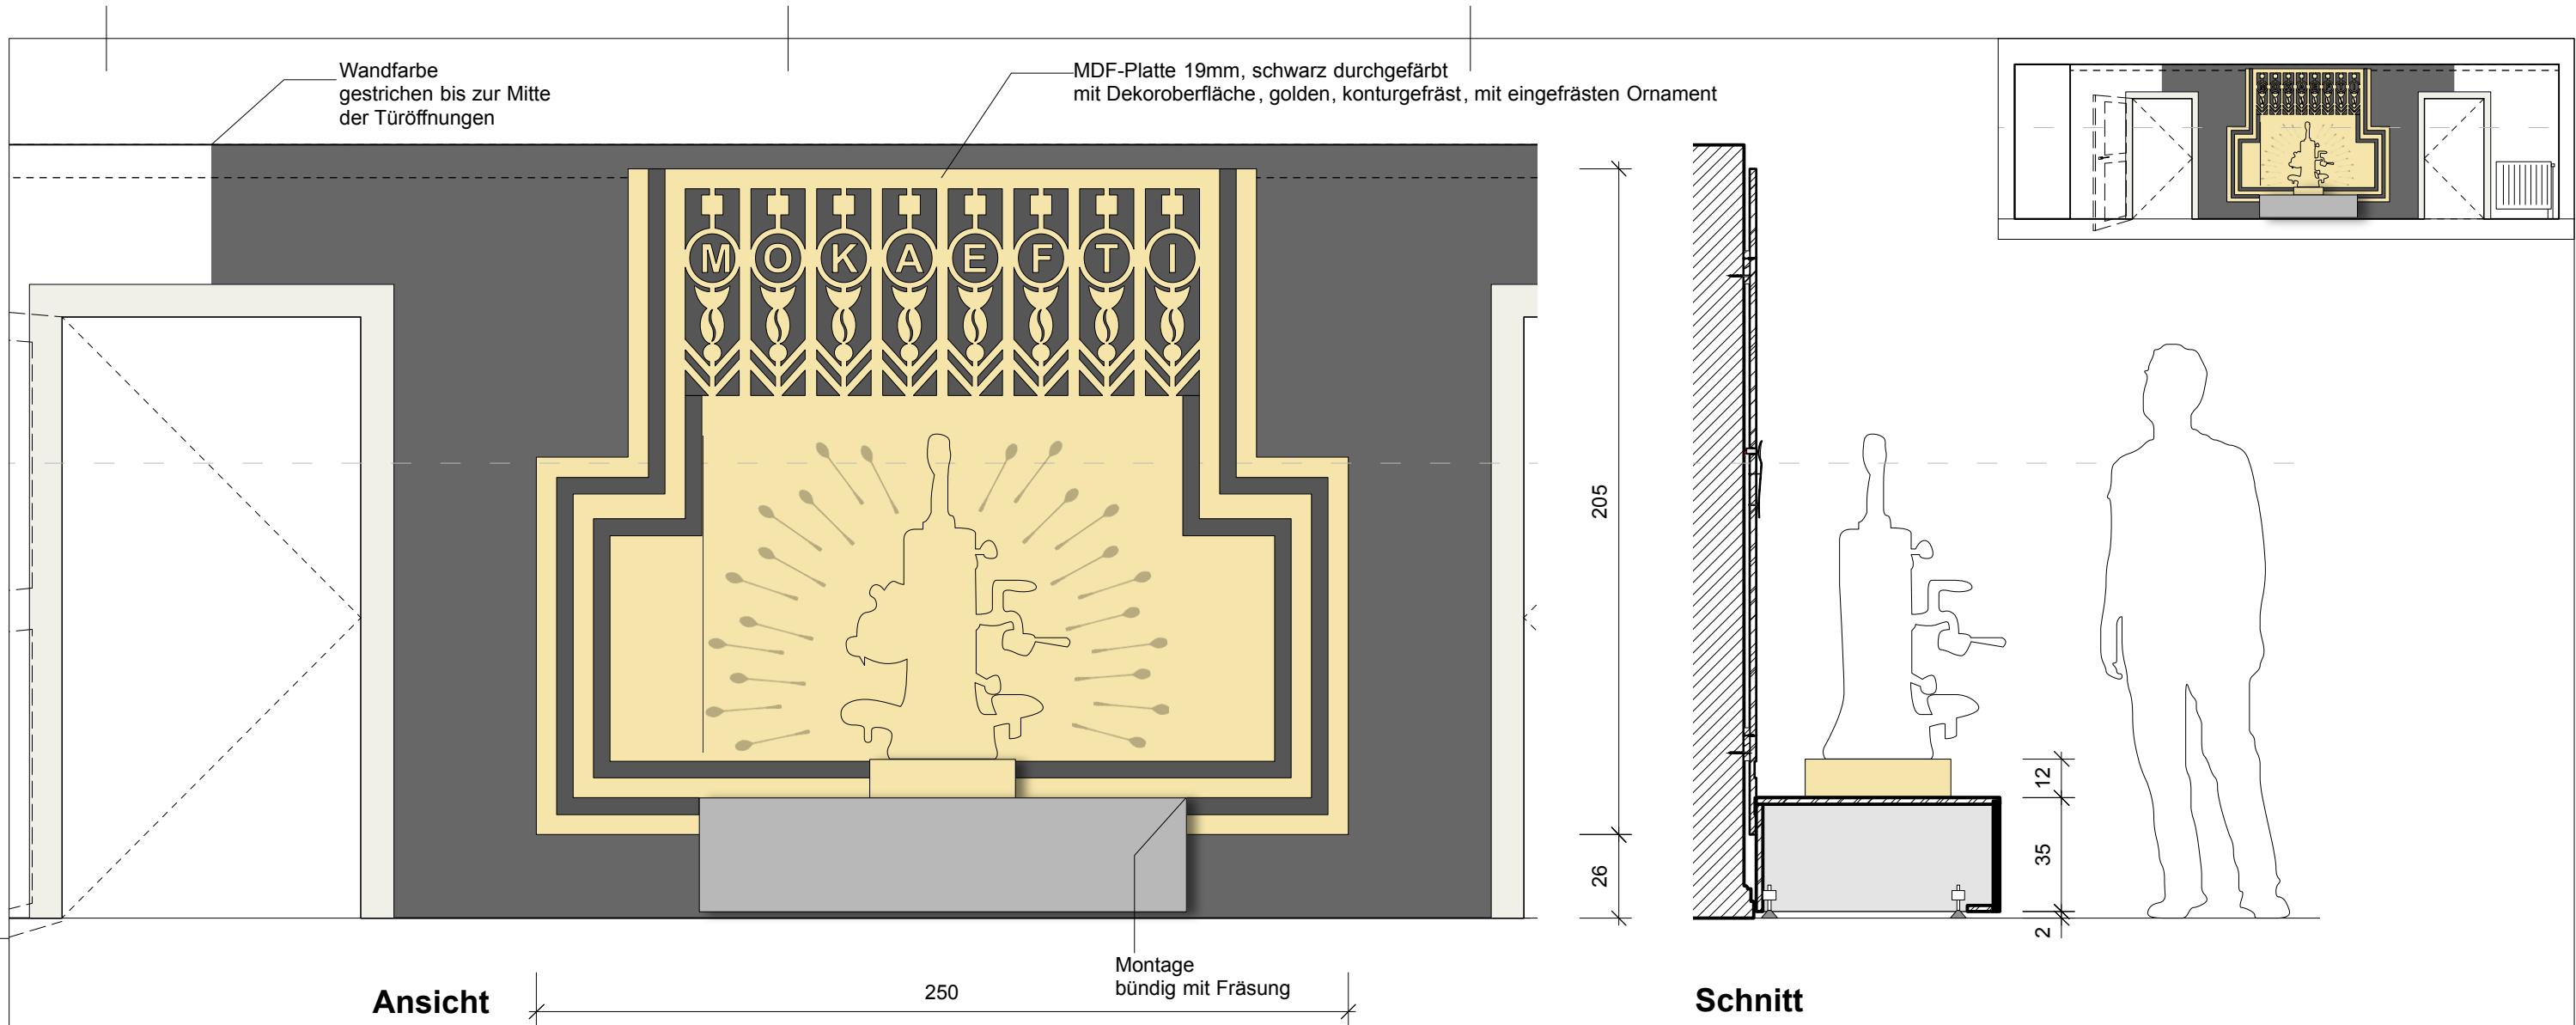 Wandfarbe
gestrichen bis zur Mitte
der Türöffnungen
MDF-Platte 19mm, schwarz durchgefärbt
mit Dekoroberfläche, golden, konturgefräst, mit eingefrästen Ornament
MOKAEFTI
205
26
12
35
2
Montage
bündig mit Fräsung
250
Ansicht
Schnitt